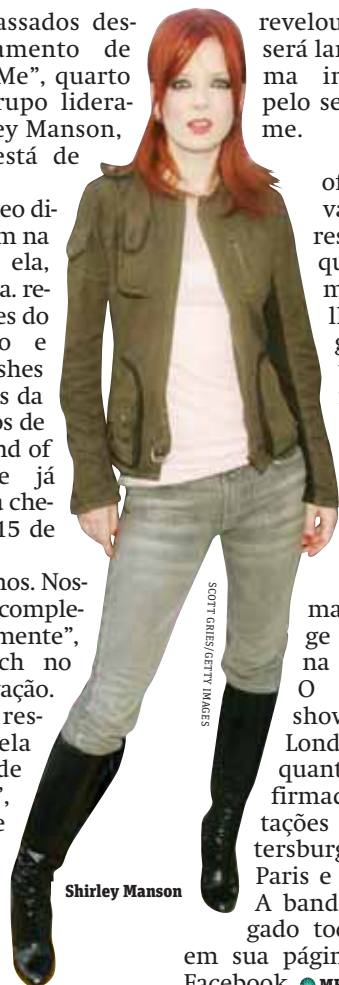 assados des-
amento de
Me”, quarto
rupo lidera-
ey Manson,
está de
eo di-
m na
ela,
a. re-
es do
o e
shes
s da
os de
nd of
e já
a che-
15 de
nos. Nos-
comple-
mente”,
ch no
vação.
res-
ela
de
”,
e
Shirley Manson
SCOTT GRIES/GETTY IMAGES
revelou
será lan
ma in
pelo se
me.
of
va
res
qu
m
ll
g
ma
ge
na
O
show
Lond
quant
firmad
tações
tersburg
Paris e
A band
gado too
em sua págin
Facebook.